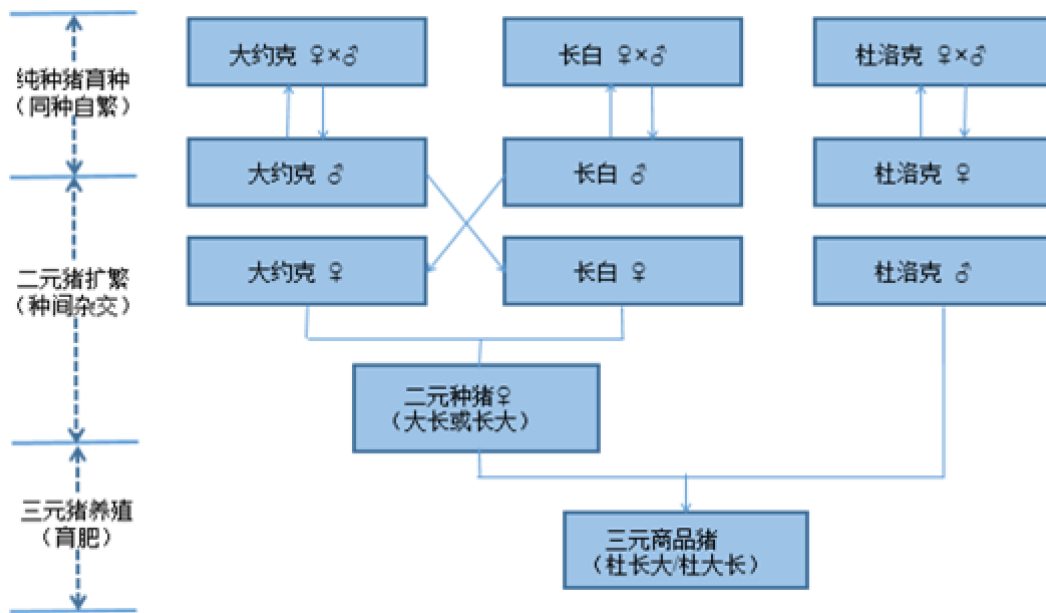 纯种猪育种
（同种自繁）
大约克 ♀×♂
长白 ♀×♂
杜洛克 ♀×♂
大约克 ♂
长白 ♂
杜洛克 ♀
二元猪扩繁
（种间杂交）
大约克 ♀
长白 ♀
杜洛克 ♂
二元种猪♀
（大长或长大）
三元猪养殖
（育肥）
三元商品猪
（杜长大/杜大长）